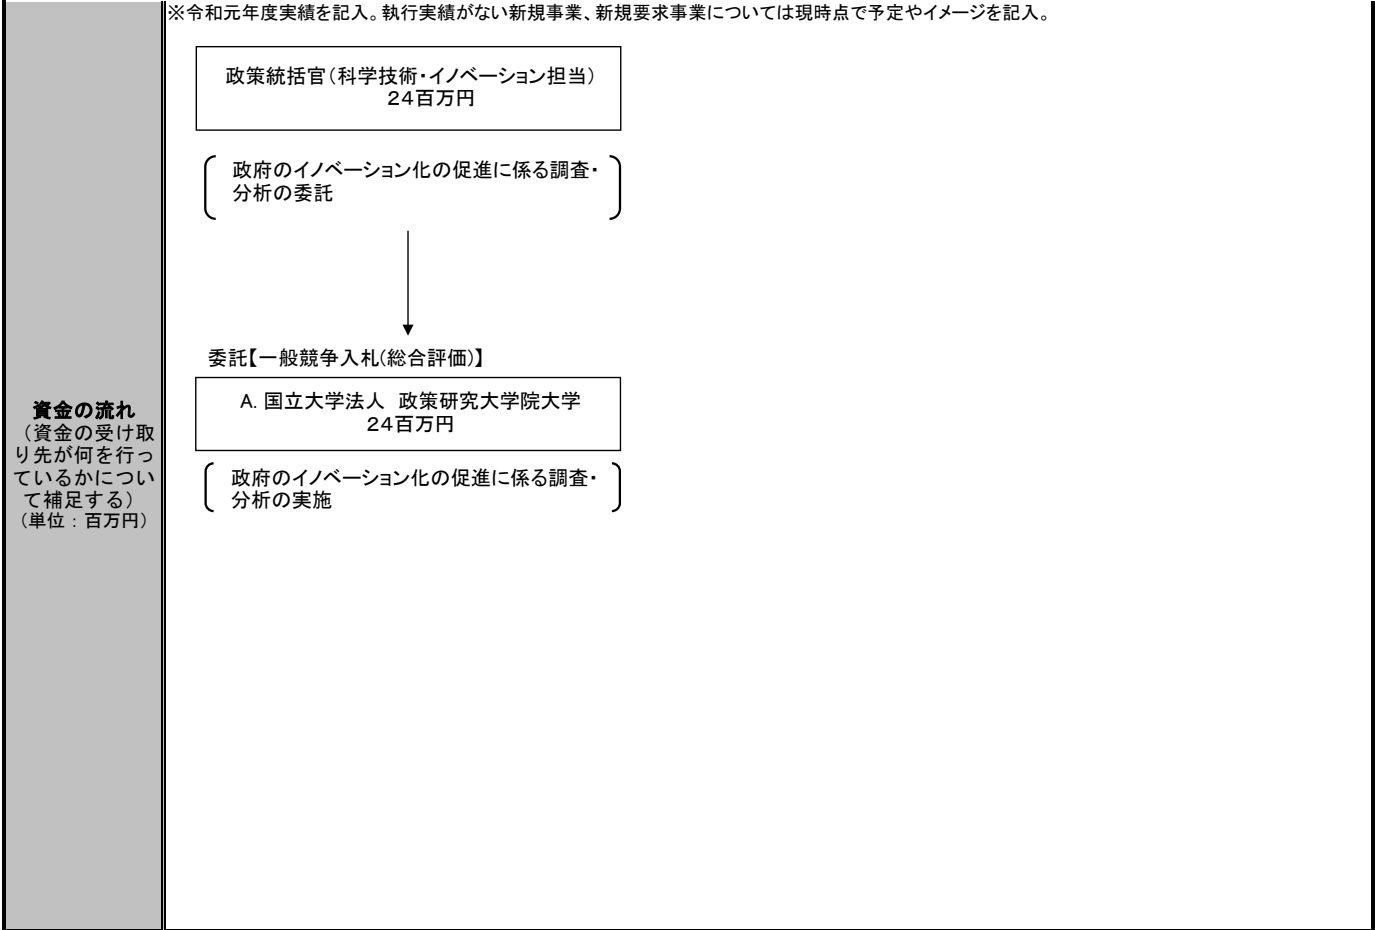 ※令和元年度実績を記入。執行実績がない新規事業、新規要求事業については現時点で予定やイメージを記入。
政策統括官（科学技術・イノベーション担当）
２４百万円
政府のイノベーション化の促進に係る調査・
分析の委託
委託【一般競争入札（総合評価）】
A. 国立大学法人　政策研究大学院大学
２４百万円
政府のイノベーション化の促進に係る調査・
分析の実施
資金の流れ
（資金の受け取
り先が何を行っ
ているかについ
て補足する）
（単位：百万円）